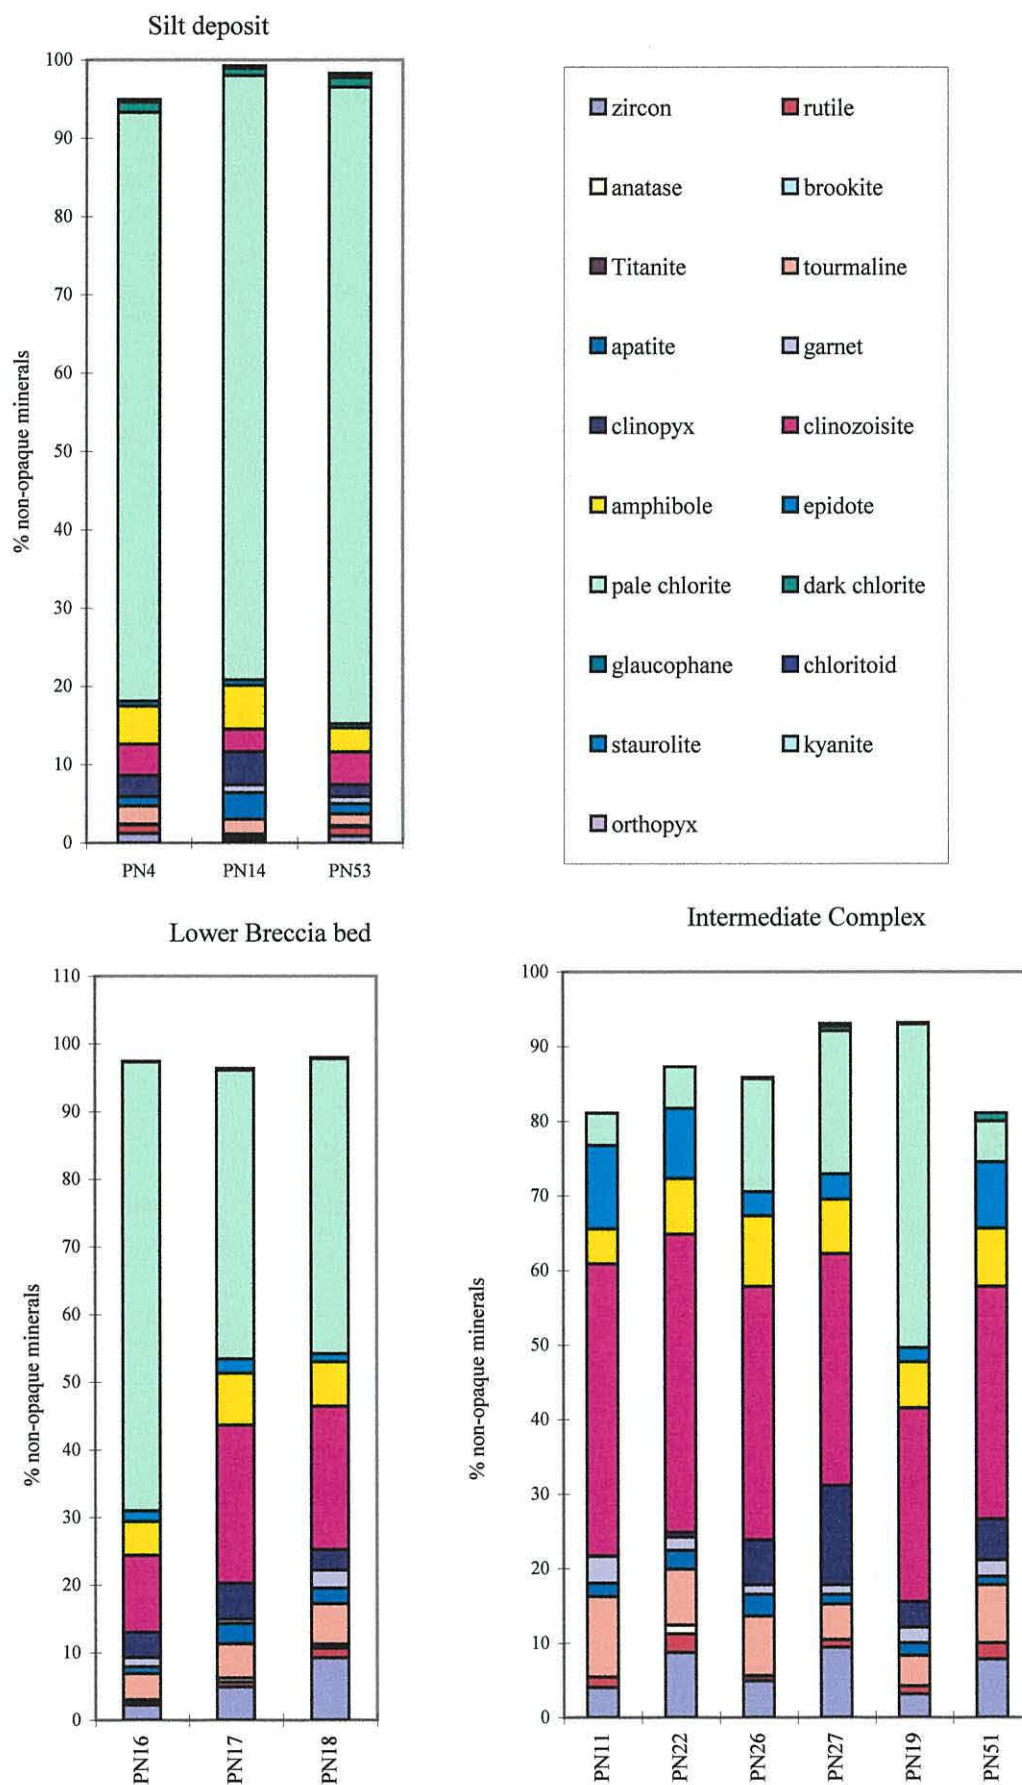 Silt deposit
100
90
80
70
60
50
40
30
20
10
0
% non-opaque minerals
PN4 PN14 PN53
zircon rutile
anatase brookite
Titanite tourmaline
apatite garnet
clinopyx clinozoisite
amphibole epidote
pale chlorite dark chlorite
glaucophane chloritoid
staurolite kyanite
orthopyx
Lower Breccia bed
110
100
90
80
70
60
50
40
30
20
10
0
% non-opaque minerals
PN16 PN17 PN18
Intermediate Complex
100
90
80
70
60
50
40
30
20
10
0
% non-opaque minerals
PN11 PN22 PN26 PN27 PN19 PN51